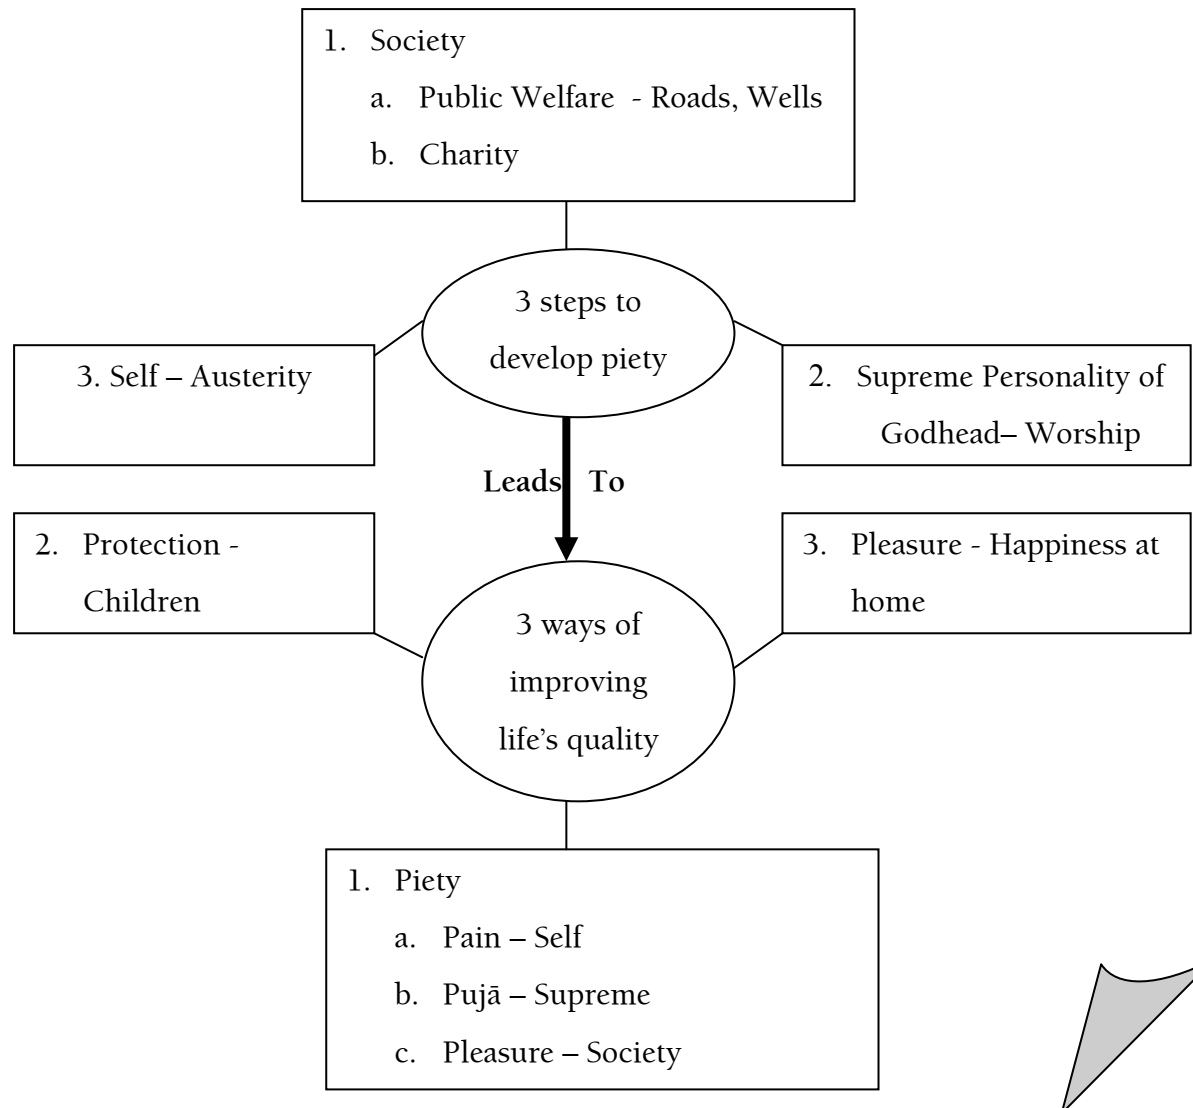 1. Society
a. Public Welfare - Roads, Wells
b. Charity
3 steps to
develop piety
3. Self – Austerity
2. Supreme Personality of
Godhead– Worship
Leads To
2. Protection -
Children
3. Pleasure - Happiness at
home
3 ways of
improving
life's quality
1. Piety
a. Pain – Self
b. Pujā – Supreme
c. Pleasure – Society